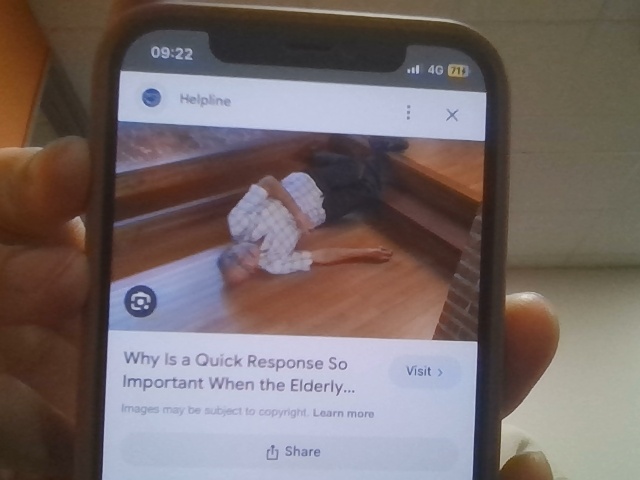 09:22
4G 71
Helpline
Why Is a Quick Response So
Important When the Elderly...
Visit >
Images may be subject to copyright. Learn more
Share